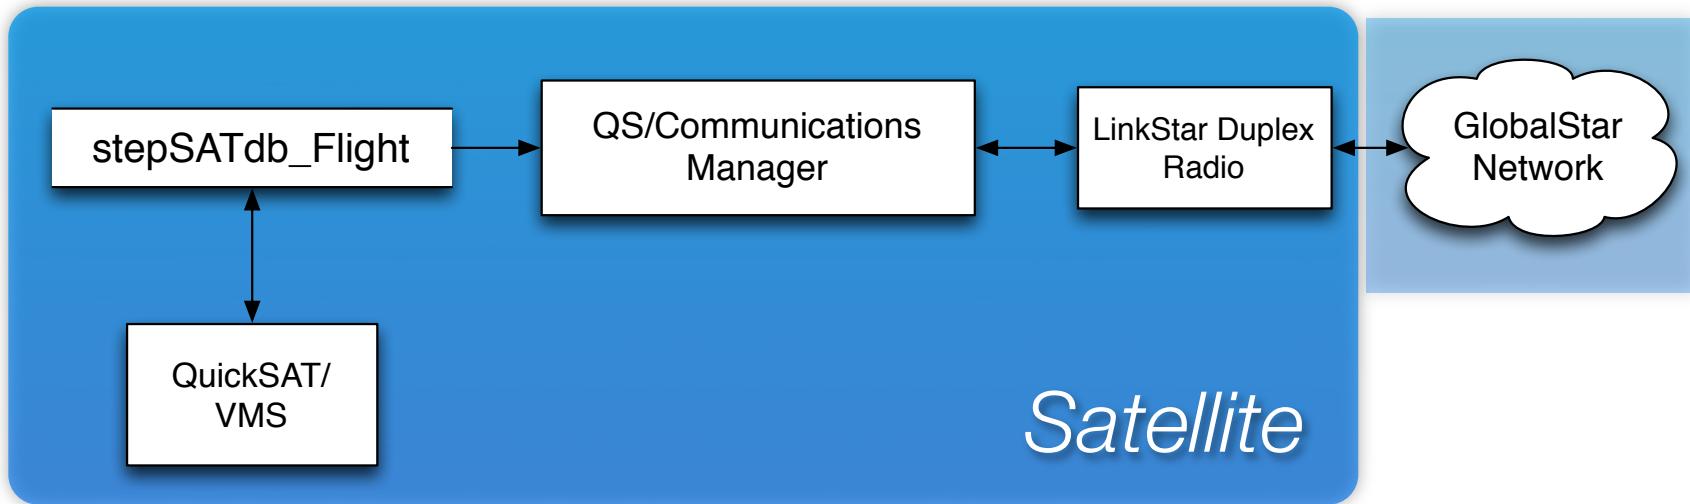 stepSATdb_Flight
QS/Communications
Manager
LinkStar Duplex
Radio
GlobalStar
Network
QuickSAT/
VMS
Satellite